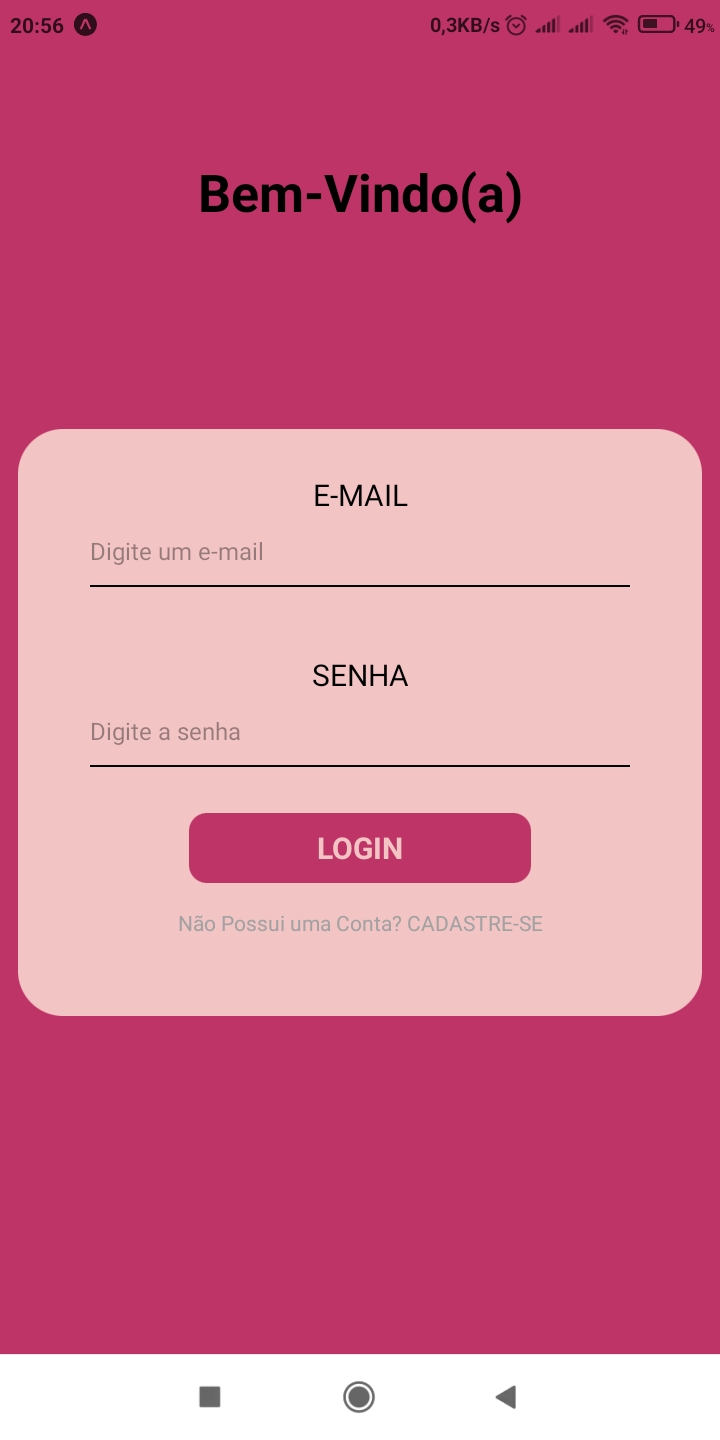 20:56 0,3KB/s 49%
Bem-Vindo(a)
E-MAIL
Digite um e-mail
SENHA
Digite a senha
LOGIN
Não Possui uma Conta? CADASTRE-SE